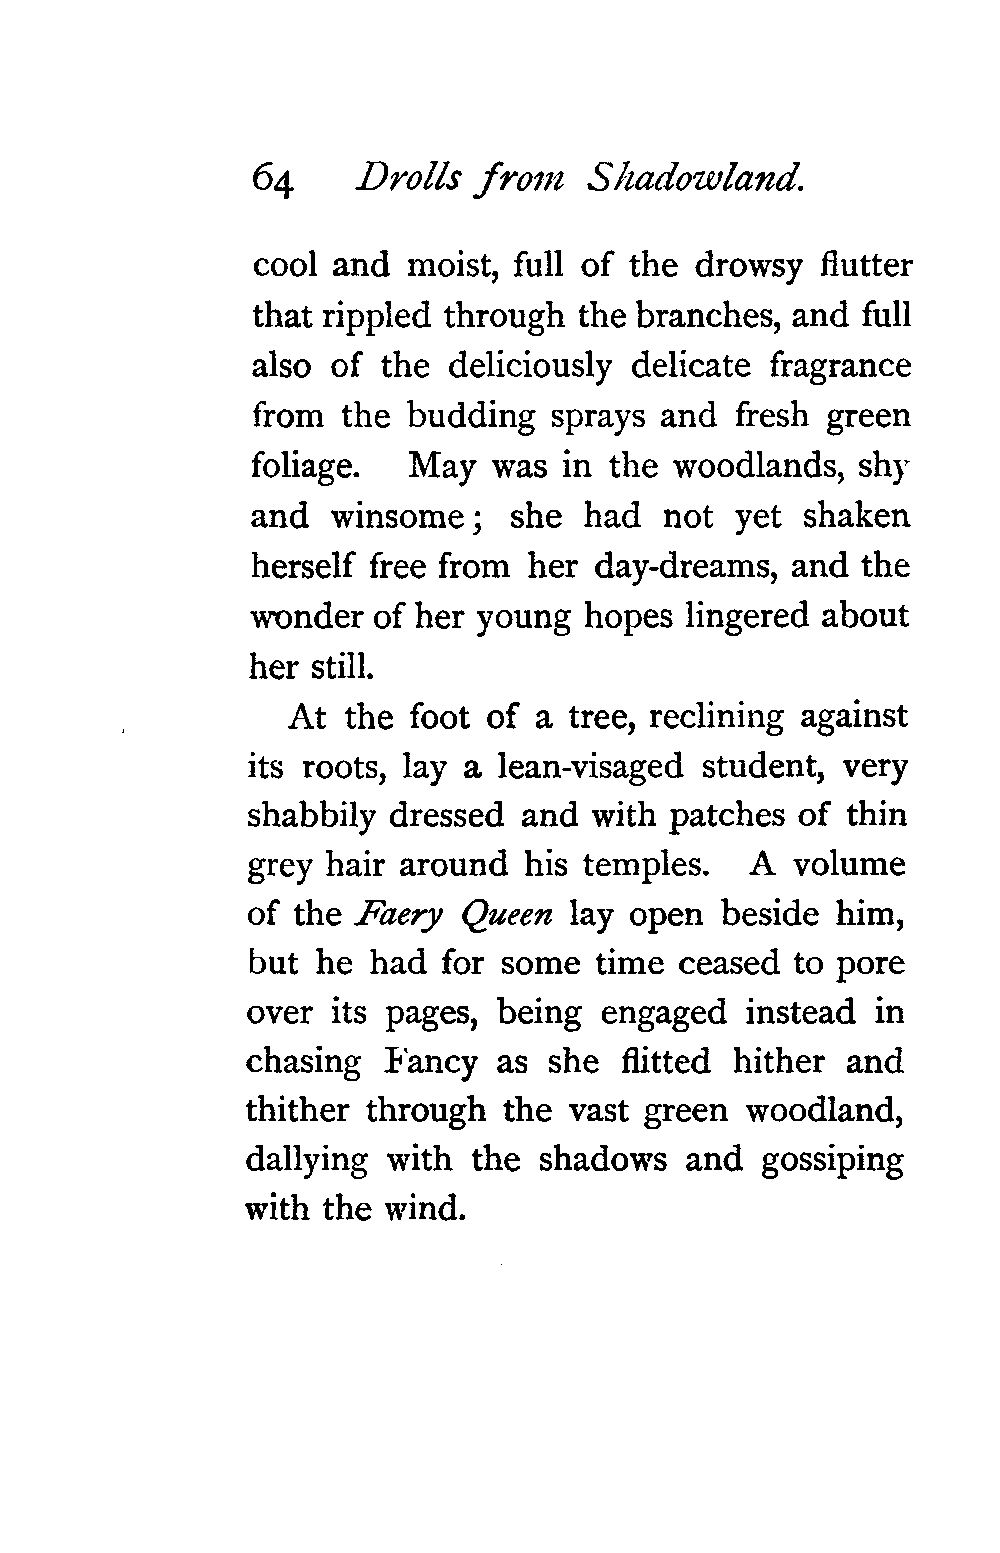 64 Drolls from Shadowland.
cool and moist, full of the drowsy flutter
that rippled through the branches, and full
also of the deliciously delicate fragrance
from the budding sprays and fresh green
foliage. May was in the woodlands, shy
and winsome; she had not yet shaken
herself free from her day-dreams, and the
wonder of her young hopes lingered about
her still.
At the foot of a tree, reclining against
its roots, lay a lean-visaged student, very
shabbily dressed and with patches of thin
grey hair around his temples. A volume
of the Faery Queen lay open beside him,
but he had for some time ceased to pore
over its pages, being engaged instead in
chasing Fancy as she flitted hither and
thither through the vast green woodland,
dallying with the shadows and gossiping
with the wind.